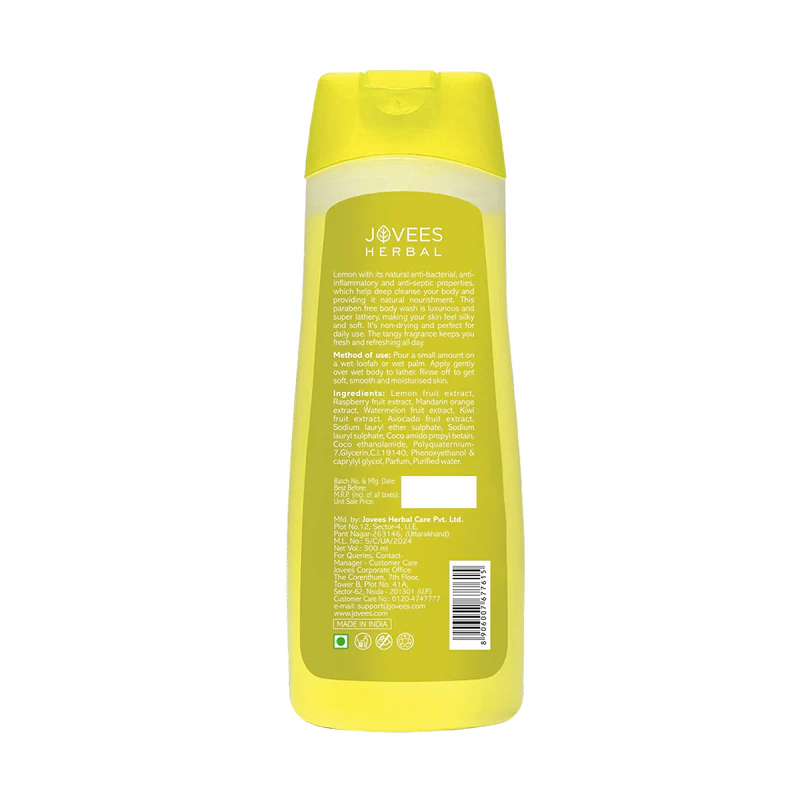 JOVEES
HERBAL
Lemon with its natural anti-bacterial, anti-
inflammatory and anti-septic properties,
which help deep cleanse your body and
providing it natural nourishment. This
paraben free body wash is luxurious and
super lathery, making your skin feel silky
and soft. It's non-drying and perfect for
daily use. The tangy fragrance keeps you
fresh and refreshing all day.
Method of use: Pour a small amount on
a wet loofah or wet palm. Apply gently
over wet body to lather. Rinse off to get
soft, smooth and moisturised skin.
Ingredients: Lemon fruit extract,
Raspberry fruit extract, Mandarin orange
extract, Watermelon fruit extract, Kiwi
fruit extract, Avocado fruit extract,
Sodium lauryl ether sulphate, Sodium
lauryl sulphate, Coco amido propyl betain,
Coco ethanolamide, Polyquaternium-
7,Glycerin,C.I.19140, Phenoxyethanol &
caprylyl glycol, Parfum, Purified water.
Batch No. & Mfg. Date:
Best Before:
M.R.P. (incl. of all taxes):
Unit Sale Price:
Mfd. by: Jovees Herbal Care Pvt. Ltd.
Plot No.12, Sector-4, I.I.E.
Pant Nagar-263146, (Uttarakhand)
M.L. No.: 5/C/UA/2024
Net Vol.: 300 ml
For Queries, Contact-
Manager - Customer Care
Jovees Corporate Office
The Corenthum, 7th Floor,
Tower B, Plot No. 41A,
Sector-62, Noida - 201301 (U.P.)
Customer Care No.: 0120-4747777
e-mail: support@jovees.com
www.jovees.com
MADE IN INDIA
8 906007 677615